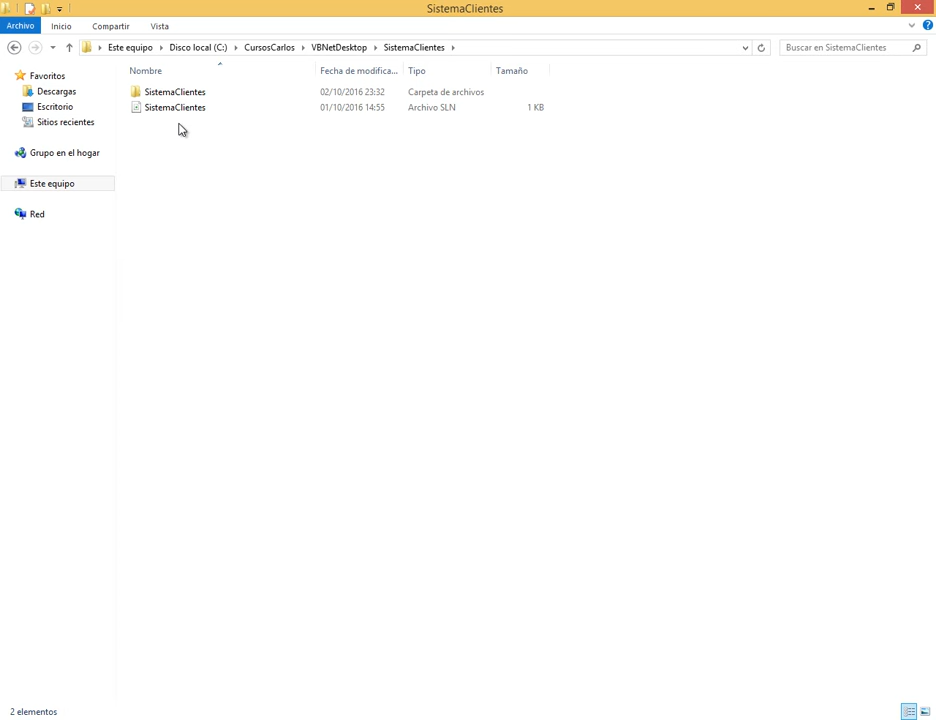 SistemaClientes
Archivo Inicio Compartir Vista
Este equipo Disco local (C:) CursosCarlos VBNetDesktop SistemaClientes Buscar en SistemaClientes
Nombre Fecha de modifica... Tipo Tamaño
SistemaClientes 02/10/2016 23:32 Carpeta de archivos
SistemaClientes 01/10/2016 14:55 Archivo SLN 1 KB
Favoritos
Descargas
Escritorio
Sitios recientes
Grupo en el hogar
Este equipo
Red
2 elementos